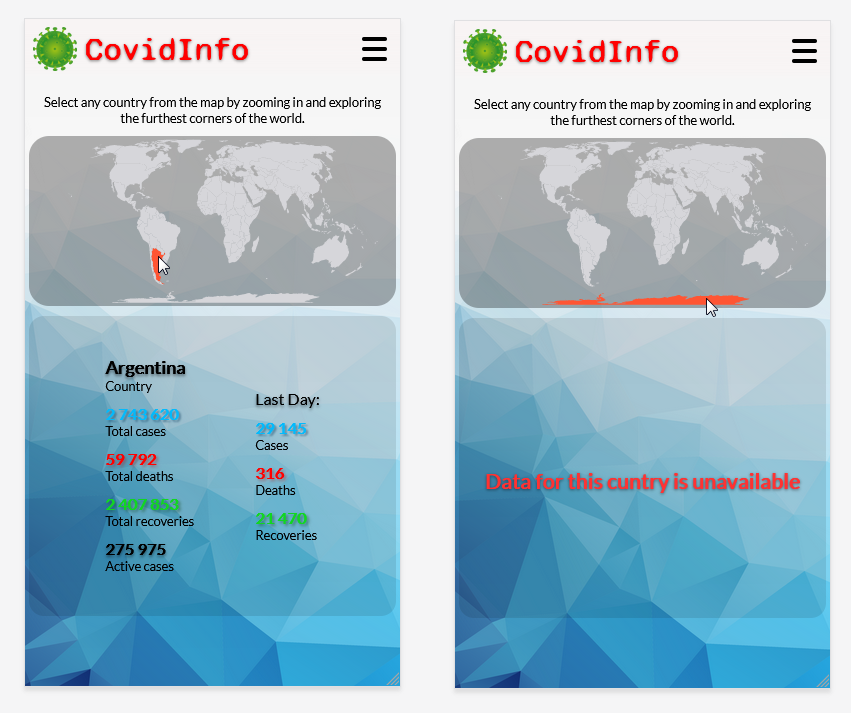 CovidInfo
Select any country from the map by zooming in and exploring
the furthest corners of the world.
Argentina
Country
2 743 620
Total cases
59 792
Total deaths
2 407 853
Total recoveries
275 975
Active cases
Last Day:
29 145
Cases
316
Deaths
21 470
Recoveries
CovidInfo
Select any country from the map by zooming in and exploring
the furthest corners of the world.
Data for this cuntry is unavailable